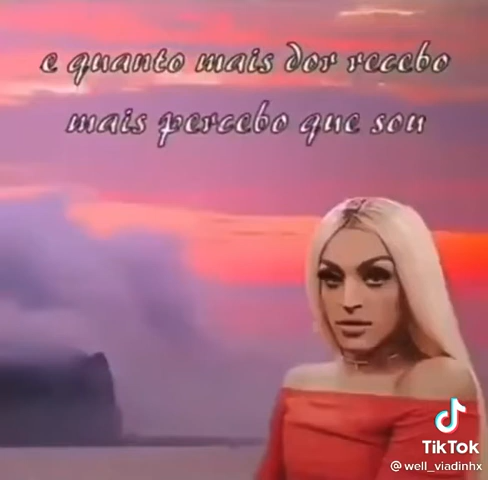 e quanto mais dor recebo
mais percebo que sou
TikTok
@well_viadinhx